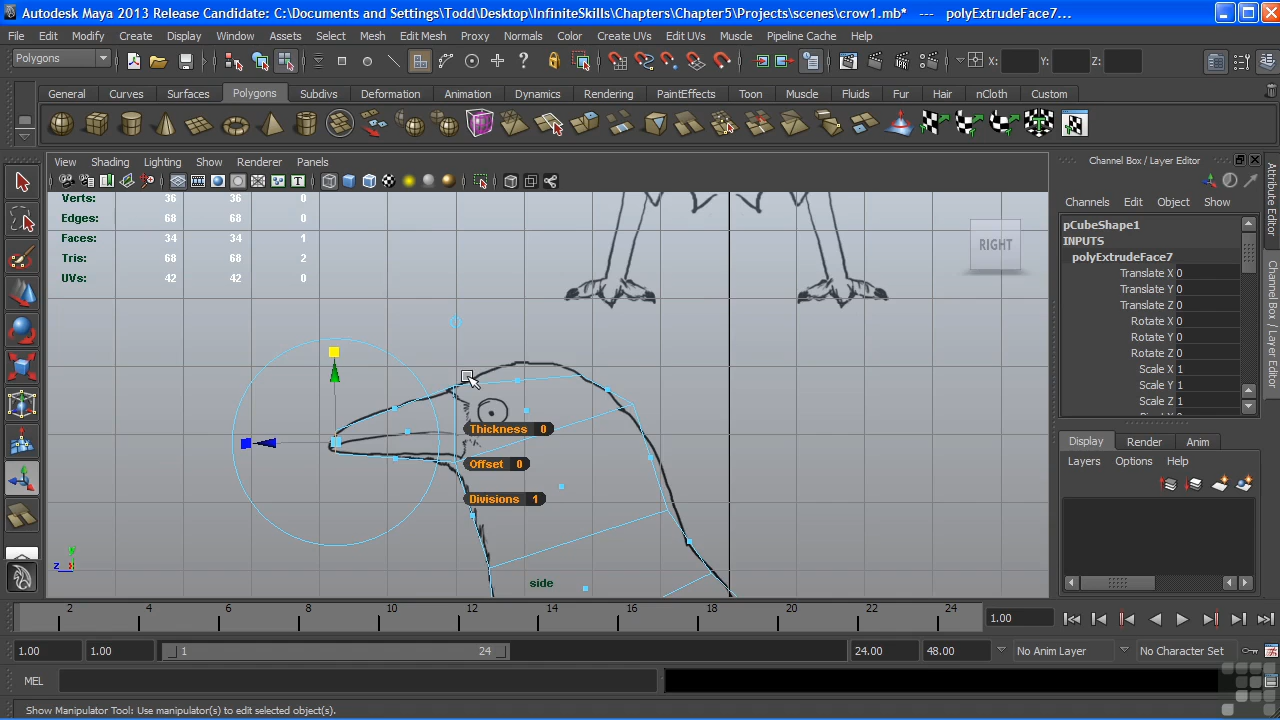 Autodesk Maya 2013 Release Candidate: C:\Documents and Settings\Todd\Desktop\InfiniteSkills\Chapters\Chapter5\Projects\scenes\crow1.mb* --- polyExtrudeFace7...
File Edit Modify Create Display Window Assets Select Mesh Edit Mesh Proxy Normals Color Create UVs Edit UVs Muscle Pipeline Cache Help
Polygons X: Y: Z:
General Curves Surfaces Polygons Subdivs Deformation Animation Dynamics Rendering PaintEffects Toon Muscle Fluids Fur Hair nCloth Custom
View Shading Lighting Show Renderer Panels
Channel Box / Layer Editor
Verts: 36 36 0
Edges: 68 68 0
Faces: 34 34 1
Tris: 68 68 2
UVs: 42 42 0
RIGHT
Thickness 0
Offset 0
Divisions 1
side
y
z x
Channels Edit Object Show
pCubeShape1
INPUTS
polyExtrudeFace7
Translate X 0
Translate Y 0
Translate Z 0
Rotate X 0
Rotate Y 0
Rotate Z 0
Scale X 1
Scale Y 1
Scale Z 1
Display Render Anim
Layers Options Help
Attribute Editor
Channel Box / Layer Editor
2 4 6 8 10 12 14 16 18 20 22 24 1.00
1.00 1.00 1 24 24.00 48.00 No Anim Layer No Character Set
MEL
Show Manipulator Tool: Use manipulator(s) to edit selected object(s).